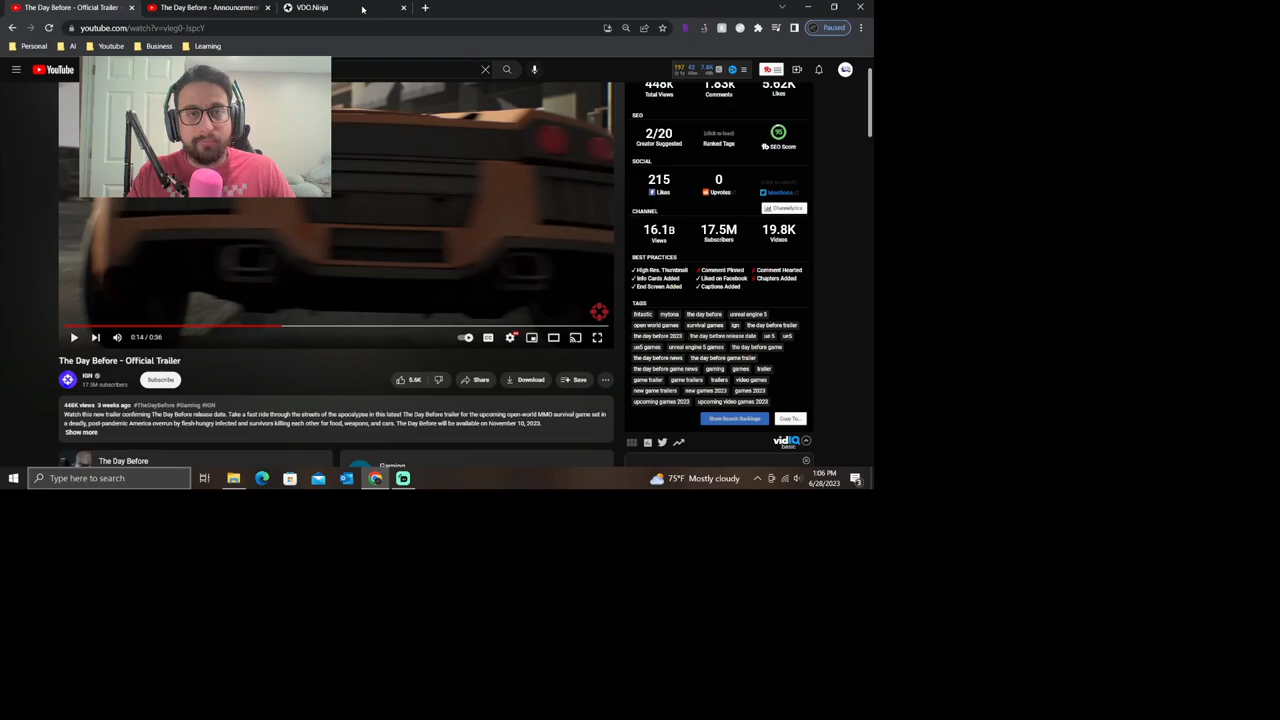 The Day Before - Official Trailer -
The Day Before - Announcement
VDO.Ninja
youtube.com/watch?v=vleg0-JspcY
Paused
Personal
AI
Youtube
Business
Learning
YouTube
197 42 7.8K
448K 1.83K 5.62K
Total Views Comments Likes
SEO
2/20 (click to load) 95
Creator Suggested Ranked Tags SEO Score
SOCIAL
215 0
Likes Upvotes Mentions
CHANNEL
Channelytics
16.1B 17.5M 19.8K
Views Subscribers Videos
BEST PRACTICES
✓ High Res. Thumbnail ✗ Comment Pinned ✗ Comment Hearted
✓ Info Cards Added ✓ Liked on Facebook ✗ Chapters Added
✓ End Screen Added ✓ Captions Added
TAGS
fntastic mytona the day before unreal engine 5
open world games survival games ign the day before trailer
the day before 2023 the day before release date ue 5 ue5
ue5 games unreal engine 5 games the day before game
the day before news the day before game trailer
the day before game news gaming games trailer
game trailer game trailers trailers video games
new game trailers new games 2023 games 2023
upcoming games 2023 upcoming video games 2023
Show Search Rankings Copy To...
vidIQ
basic
0:14 / 0:36
The Day Before - Official Trailer
IGN
17.5M subscribers
Subscribe
5.6K
Share
Download
Save
448K views 3 weeks ago #TheDayBefore #Gaming #IGN
Watch this new trailer confirming The Day Before release date. Take a fast ride through the streets of the apocalypse in this latest The Day Before trailer for the upcoming open-world MMO survival game set in
a deadly, post-pandemic America overrun by flesh-hungry infected and survivors killing each other for food, weapons, and cars. The Day Before will be available on November 10, 2023.
Show more
The Day Before
Gaming
Type here to search
75°F Mostly cloudy
1:06 PM
6/28/2023
3